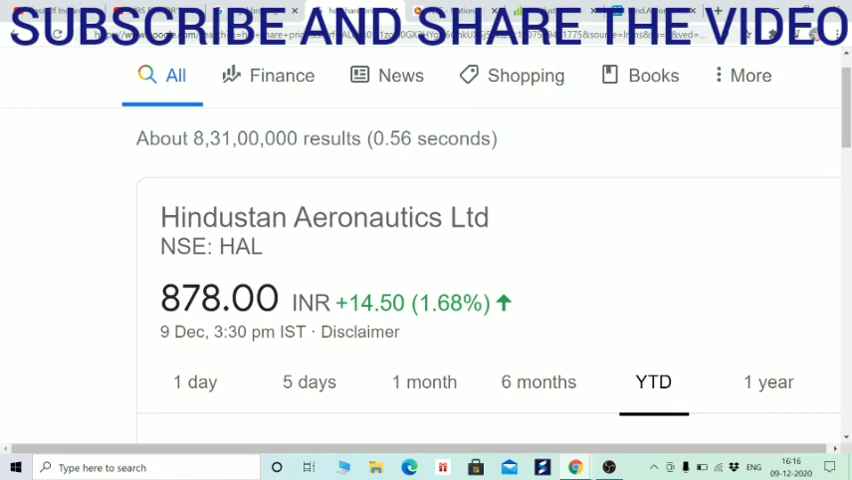 SUBSCRIBE AND SHARE THE VIDEO
All Finance News Shopping Books More
About 8,31,00,000 results (0.56 seconds)
Hindustan Aeronautics Ltd
NSE: HAL
878.00 INR +14.50 (1.68%)
9 Dec, 3:30 pm IST · Disclaimer
1 day 5 days 1 month 6 months YTD 1 year
Type here to search
ENG
16:16
09-12-2020